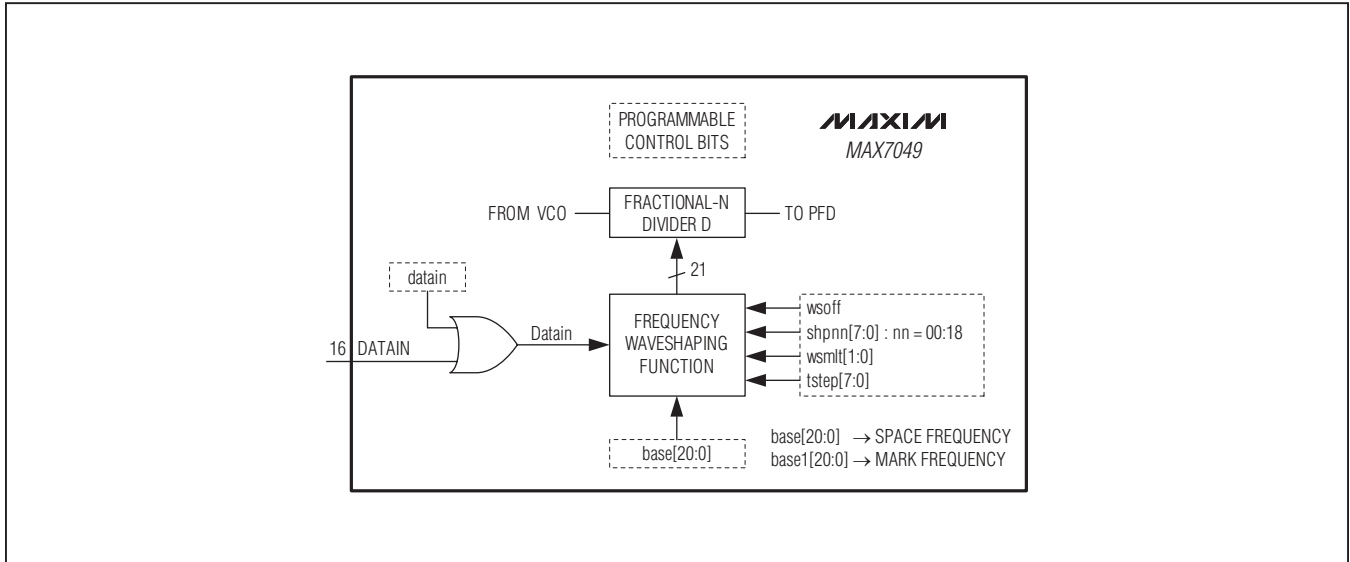 PROGRAMMABLE
CONTROL BITS
MAXIM
MAX7049
FROM VCO
FRACTIONAL-N
DIVIDER D
TO PFD
21
datain
16
DATAIN
Datain
FREQUENCY
WAVESHAPING
FUNCTION
wsoff
shpnn[7:0] : nn = 00:18
wsmlt[1:0]
tstep[7:0]
base[20:0]
base[20:0] → SPACE FREQUENCY
base1[20:0] → MARK FREQUENCY